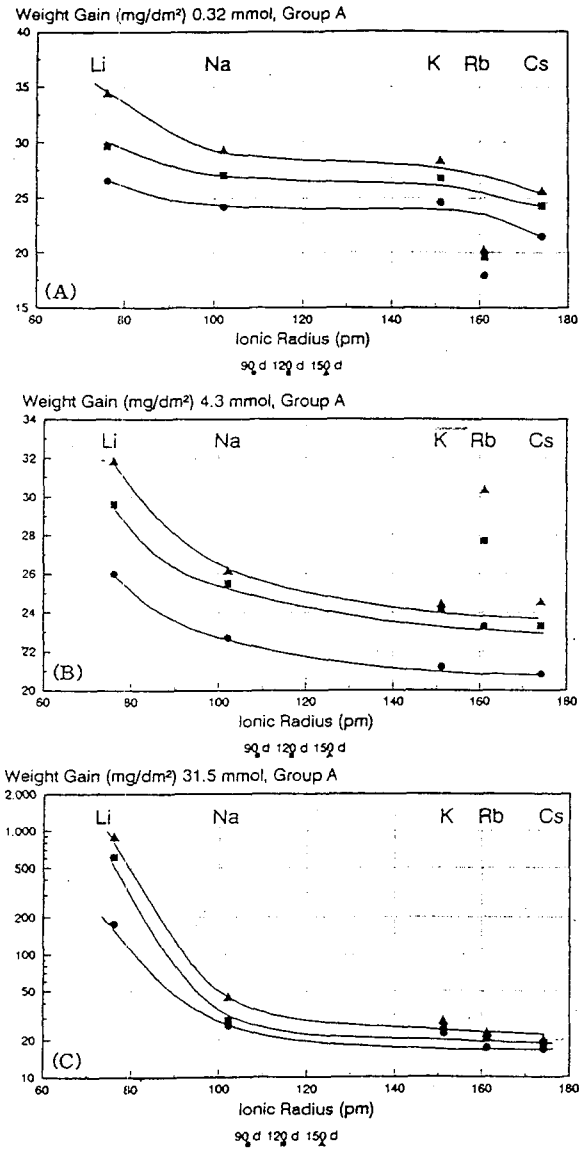 Weight Gain (mg/dm²) 0.32 mmol, Group A
40
Li Na K Rb Cs
35
30
25
20
(A)
15
60 80 100 120 140 160 180
Ionic Radius (pm)
90 d 120 d 150 d
Weight Gain (mg/dm²) 4.3 mmol, Group A
34
Li Na K Rb Cs
32
30
28
26
24
22
(B)
20
60 80 100 120 140 160 180
Ionic Radius (pm)
90 d 120 d 150 d
Weight Gain (mg/dm²) 31.5 mmol, Group A
2.000
Li Na K Rb Cs
1.000
500
200
100
50
20
(C)
10
60 80 100 120 140 160 180
Ionic Radius (pm)
90 d 120 d 150 d